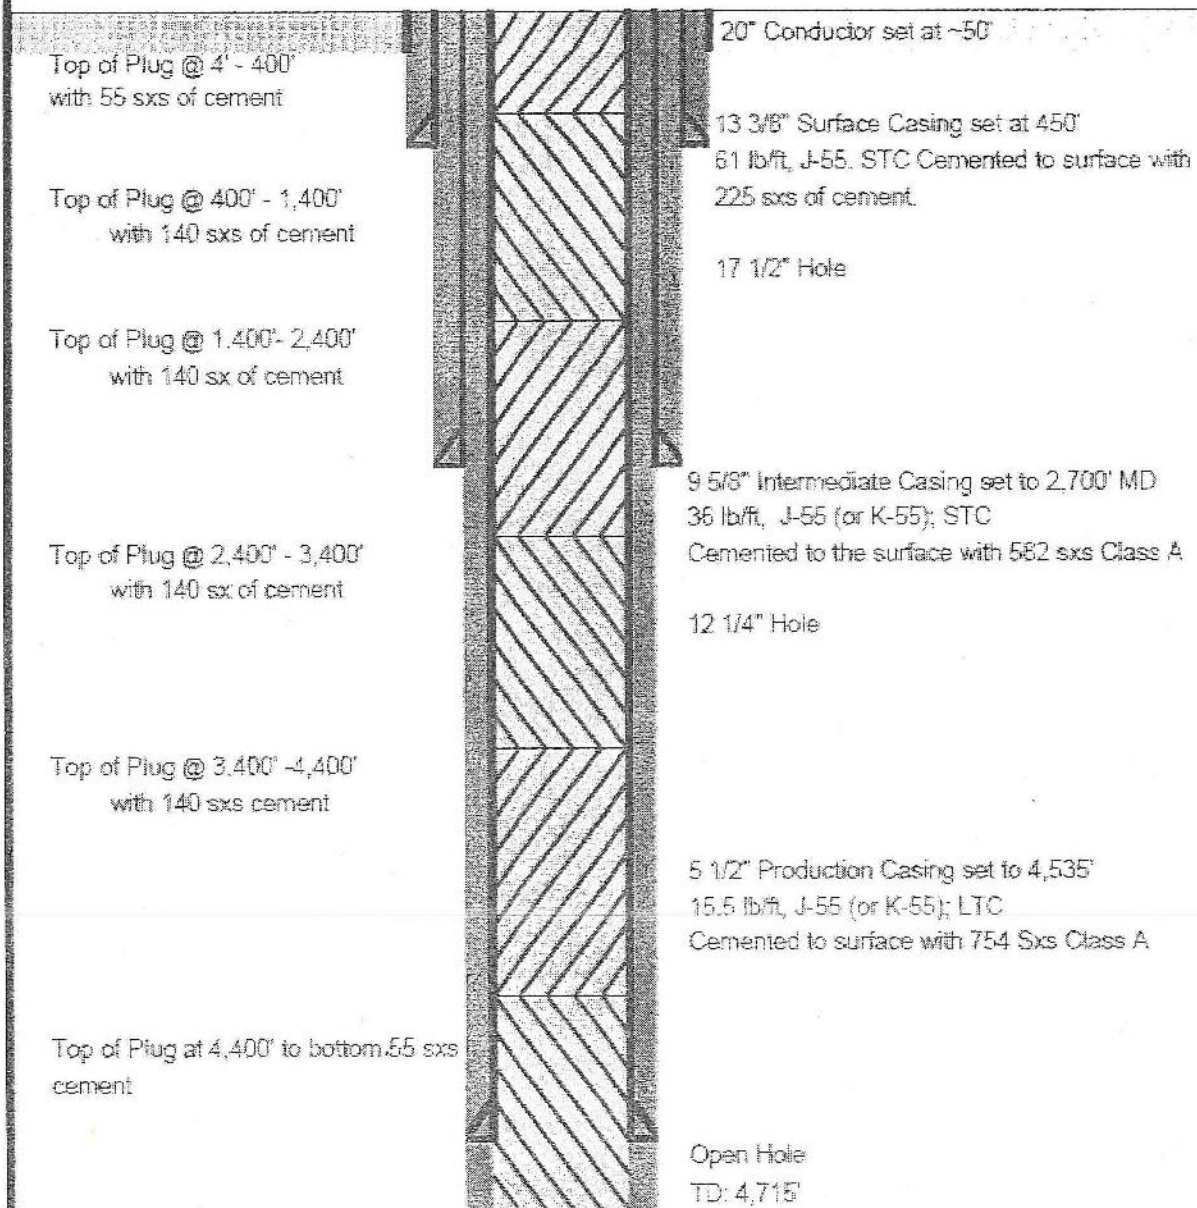 20" Conductor set at ~50'
Top of Plug @ 4' - 400'
with 55 sxs of cement
13 3/8" Surface Casing set at 450'
61 lb/ft, J-55. STC Cemented to surface with
225 sxs of cement.
Top of Plug @ 400' - 1,400'
with 140 sxs of cement
17 1/2" Hole
Top of Plug @ 1.400'- 2,400'
with 140 sx of cement
9 5/8" Intermediate Casing set to 2,700' MD
36 lb/ft, J-55 (or K-55); STC
Cemented to the surface with 582 sxs Class A
Top of Plug @ 2,400' - 3,400'
with 140 sx of cement
12 1/4" Hole
Top of Plug @ 3.400' -4,400'
with 140 sxs cement
5 1/2" Production Casing set to 4,535'
15.5 lb/ft, J-55 (or K-55); LTC
Cemented to surface with 754 Sxs Class A
Top of Plug at 4,400' to bottom.55 sxs
cement
Open Hole
TD: 4,715'